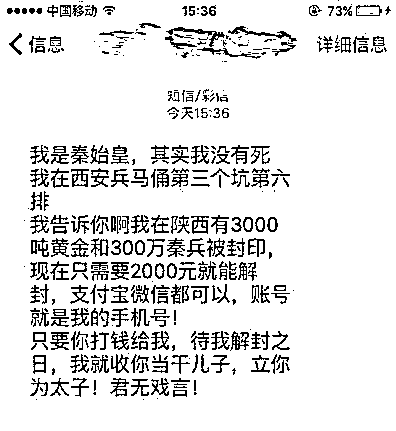 中国移动 15:36 73%
信息 详细信息
短信/彩信
今天15:36
我是秦始皇，其实我没有死
我在西安兵马俑第三个坑第六
排
我告诉你啊我在陕西有3000
吨黄金和300万秦兵被封印，
现在只需要2000元就能解
封，支付宝微信都可以，账号
就是我的手机号！
只要你打钱给我，待我解封之
日，我就收你当干儿子，立你
为太子！君无戏言！